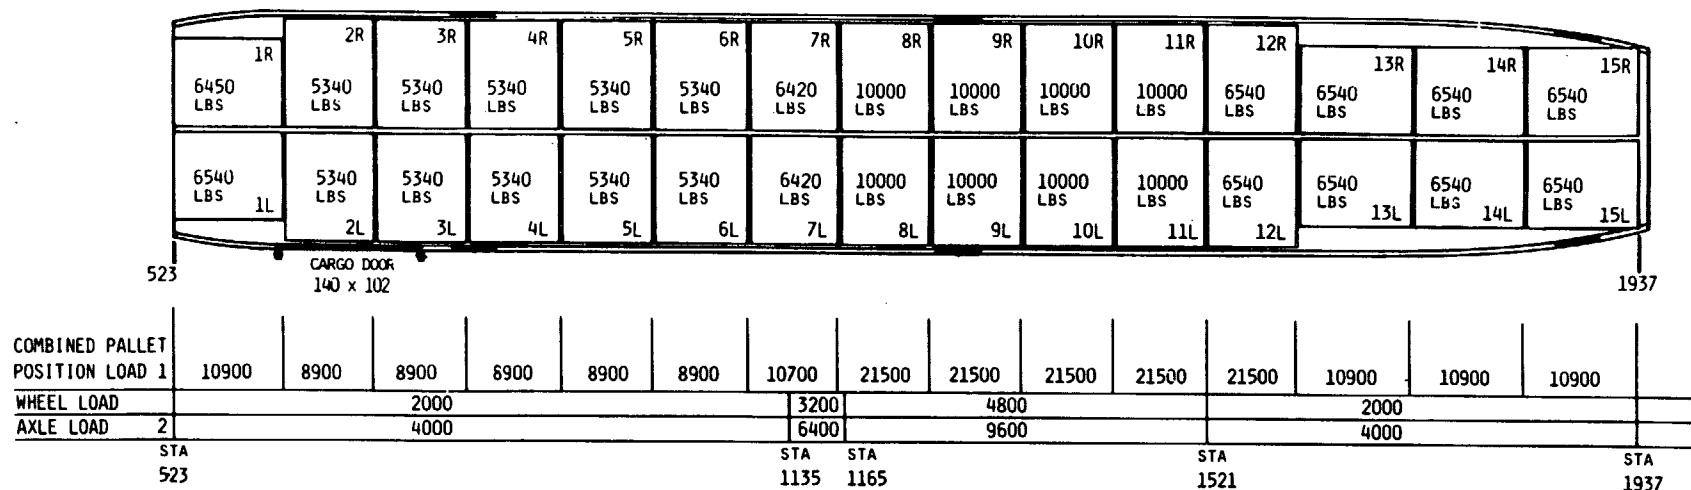 1R 2R 3R 4R 5R 6R 7R 8R 9R 10R 11R 12R 13R 14R 15R
6450 5340 5340 5340 5340 5340 6420 10000 10000 10000 10000 6540 6540 6540 6540
LBS LBS LBS LBS LBS LBS LBS LBS LBS LBS LBS LBS LBS LBS LBS
6540 5340 5340 5340 5340 5340 6420 10000 10000 10000 10000 6540 6540 6540 6540
LBS LBS LBS LBS LBS LBS LBS LBS LBS LBS LBS LBS LBS LBS LBS
1L 2L 3L 4L 5L 6L 7L 8L 9L 10L 11L 12L 13L 14L 15L
523 CARGO DOOR 1937
140 x 102
COMBINED PALLET
POSITION LOAD 1 10900 8900 8900 8900 8900 8900 10700 21500 21500 21500 21500 21500 10900 10900 10900
WHEEL LOAD 2000 3200 4800 2000
AXLE LOAD 2 4000 6400 9600 4000
STA STA STA STA STA
523 1135 1165 1521 1937